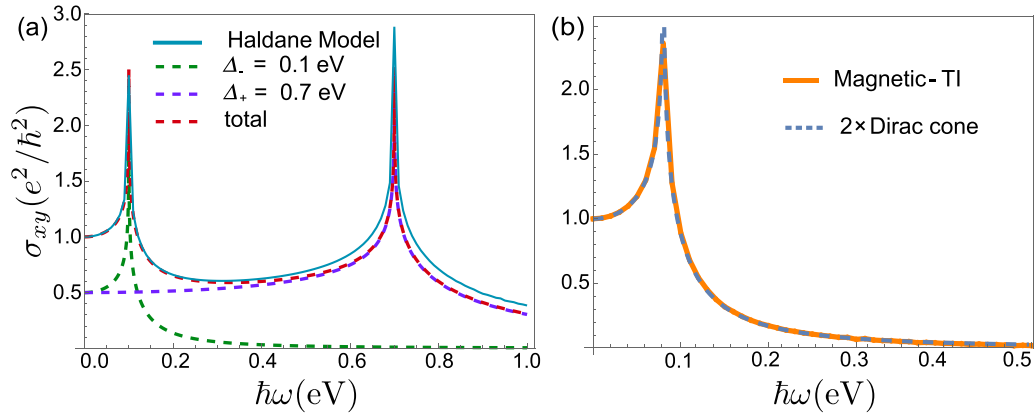 (a)
3.0
2.5
2.0
1.5
1.0
0.5
σxy(e²/ħ²)
Haldane Model
Δ- = 0.1 eV
Δ+ = 0.7 eV
total
0.0 0.2 0.4 0.6 0.8 1.0
ħω(eV)
(b)
2.0
1.5
1.0
0.5
Magnetic-TI
2×Dirac cone
0.1 0.2 0.3 0.4 0.5
ħω(eV)